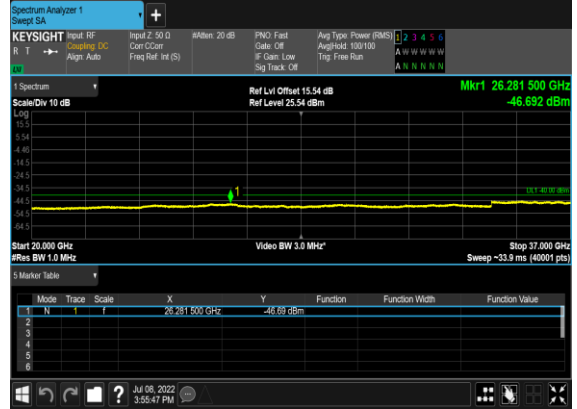 Spectrum Analyzer 1
Swept SA
+
KEYSIGHT
R T
Input: RF
Coupling: DC
Align: Auto
Input Z: 50 Ω
Corr CCorr
Freq Ref: Int (S)
#Atten: 20 dB
PNO: Fast
Gate: Off
IF Gain: Low
Sig Track: Off
Avg Type: Power (RMS)
Avg|Hold: 100/100
Trig: Free Run
1 2 3 4 5 6
A W W W W W
A N N N N N
1 Spectrum
Scale/Div 10 dB
Ref Lvl Offset 15.54 dB
Ref Level 25.54 dBm
Mkr1 26.281 500 GHz
-46.692 dBm
Log
15.5
5.54
-4.46
-14.5
-24.5
-34.5
-44.5
-54.5
-64.5
1
DL1 -40.00 dBm
Start 20.000 GHz
#Res BW 1.0 MHz
Video BW 3.0 MHz*
Stop 37.000 GHz
Sweep ~33.9 ms (40001 pts)
5 Marker Table
Mode Trace Scale X Y Function Function Width Function Value
1 N 1 f 26.281 500 GHz -46.69 dBm
2
3
4
5
6
?
Jul 08, 2022
3:55:47 PM